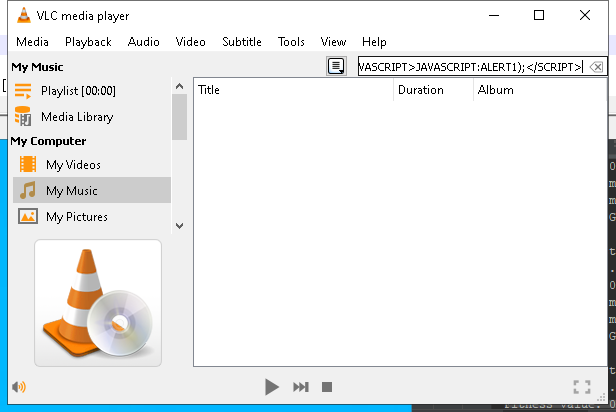 VLC media player
Media Playback Audio Video Subtitle Tools View Help
My Music
VASCRIPT>JAVASCRIPT:ALERT1);</SCRIPT>
Playlist [00:00]
Title Duration Album
Media Library
My Computer
My Videos
My Music
My Pictures